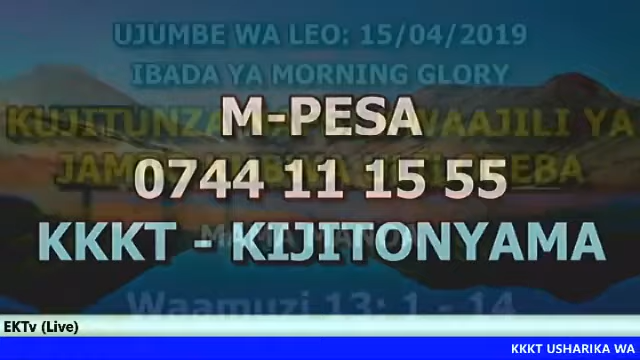 UJUMBE WA LEO: 15/04/2019
IBADA YA MORNING GLORY
M-PESA
0744 11 15 55
KKKT - KIJITONYAMA
Waamuzi 13: 1 - 14
EKTv (Live)
KKKT USHARIKA WA